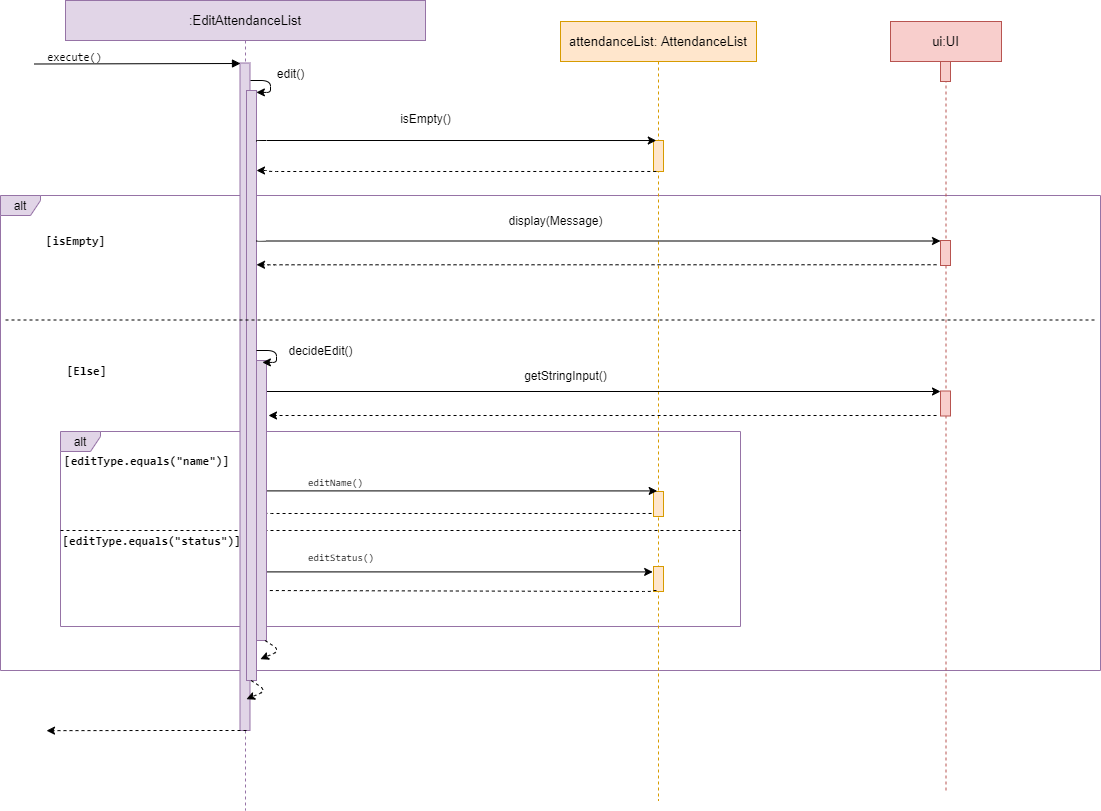 :EditAttendanceList
attendanceList: AttendanceList
ui:UI
execute()
edit()
isEmpty()
alt
display(Message)
[isEmpty]
decideEdit()
[Else]
getStringInput()
alt
[editType.equals("name")]
editName()
[editType.equals("status")]
editStatus()